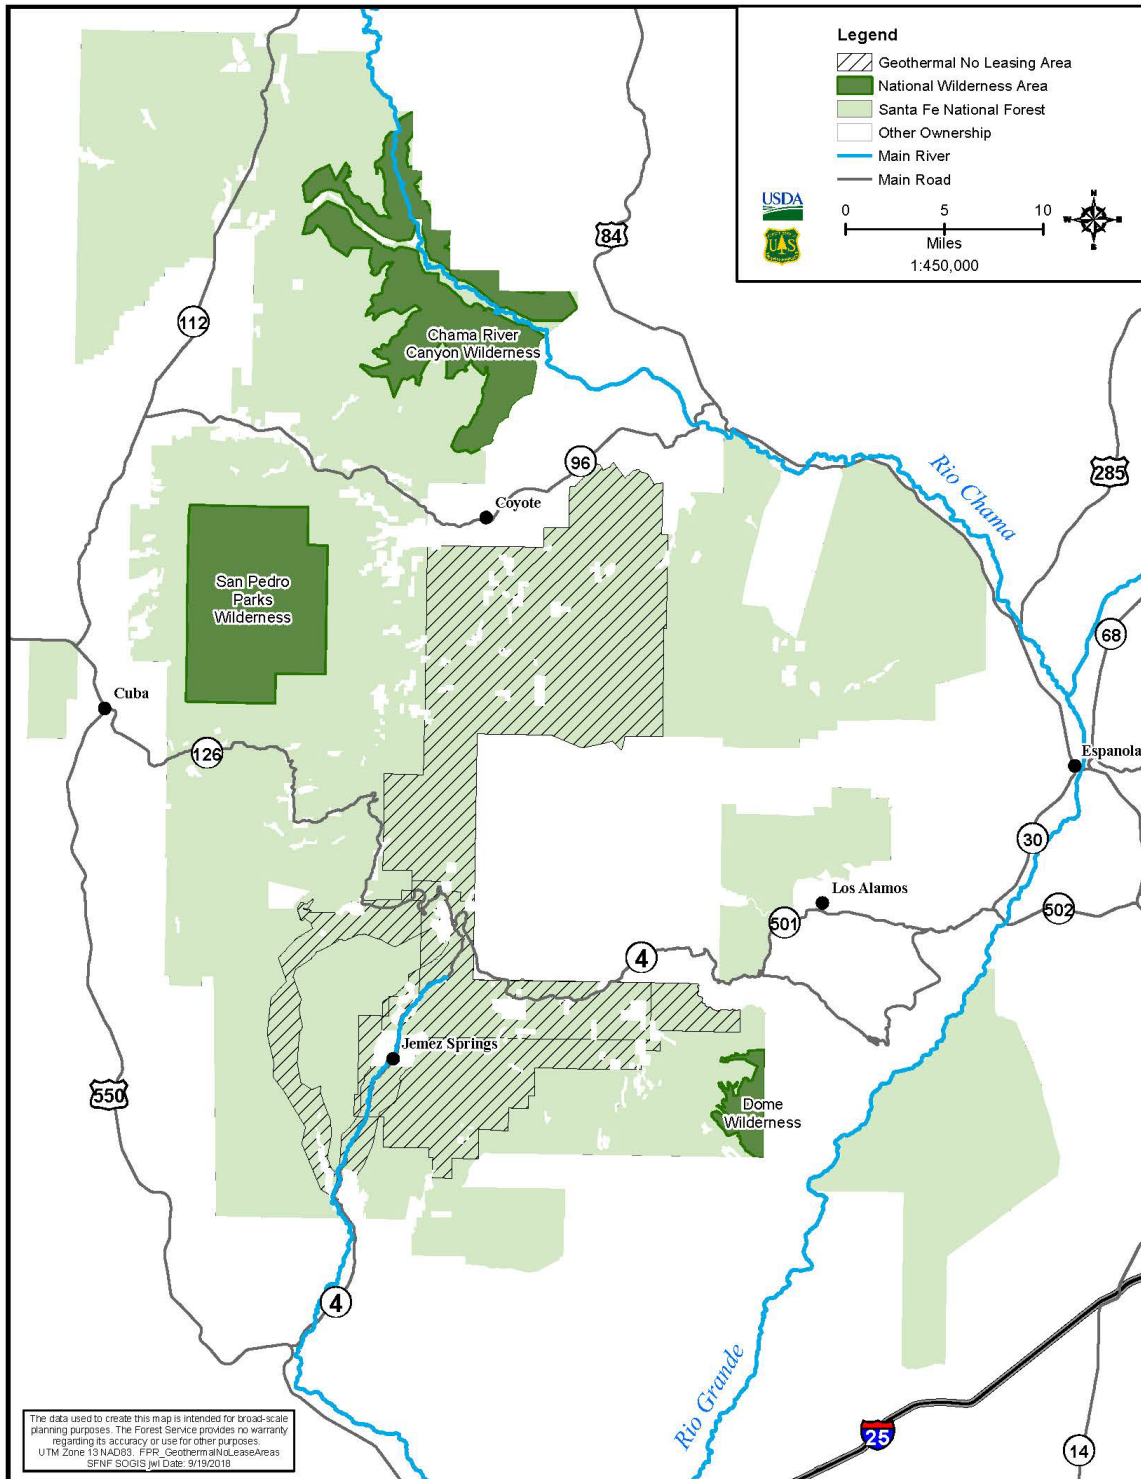 Legend
Geothermal No Leasing Area
National Wilderness Area
Santa Fe National Forest
Other Ownership
Main River
Main Road
USDA
U S
0 5 10
Miles
1:450,000
N
W E
S
84
112
Chama River
Canyon Wilderness
96
Rio Chama
285
Coyote
San Pedro
Parks
Wilderness
68
Cuba
126
Espanola
30
Los Alamos
501
502
4
Jemez Springs
550
Dome
Wilderness
4
Rio Grande
25
14
The data used to create this map is intended for broad-scale
planning purposes. The Forest Service provides no warranty
regarding its accuracy or use for other purposes.
UTM Zone 13 NAD83. FPR_GeothermalNoLeaseAreas
SFNF SOGIS jwl Date: 9/19/2018